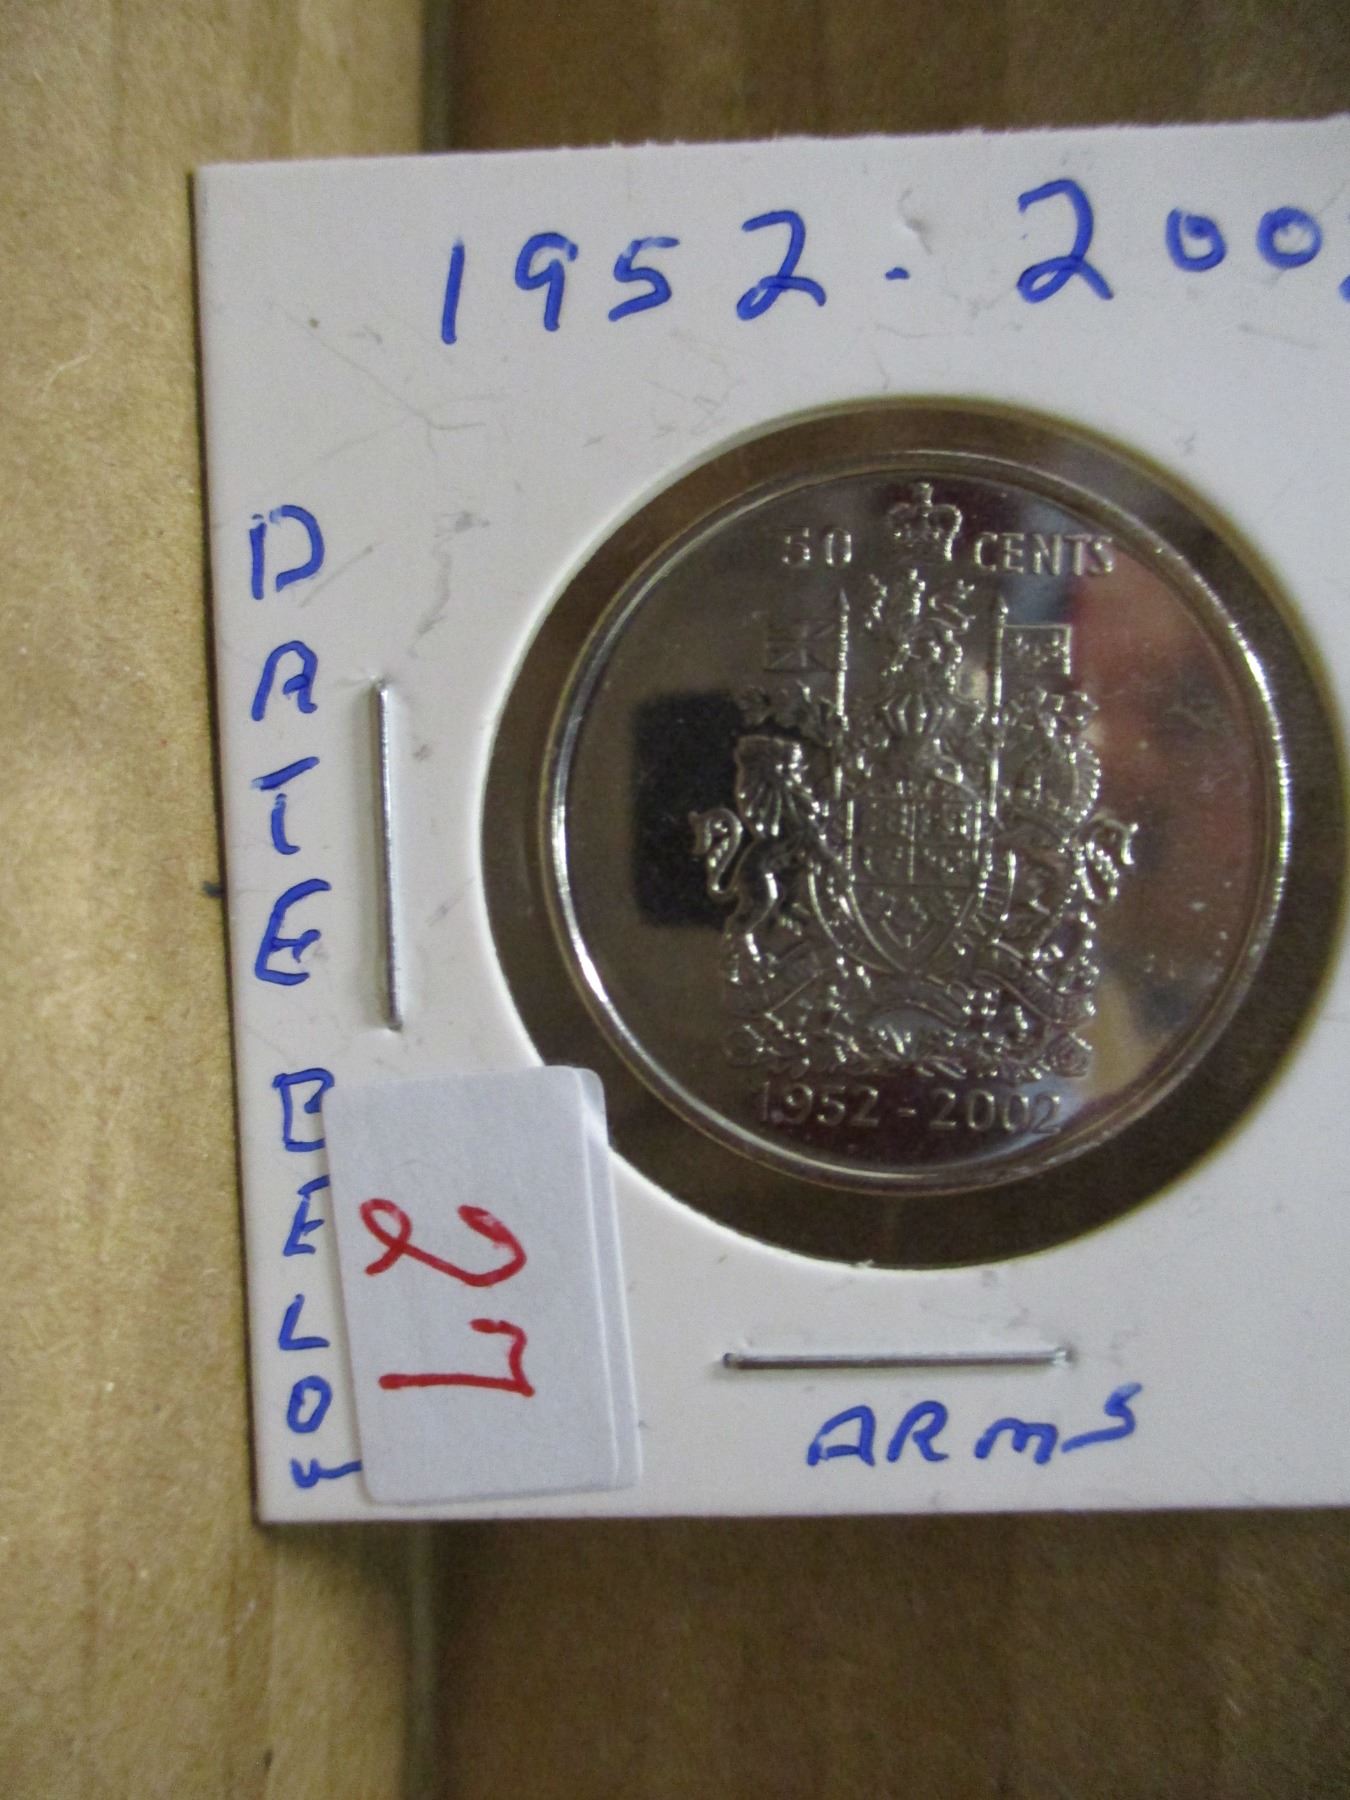 1952 - 200
50 CENTS
1952 - 2002
DATE BELOW
27
ARMS